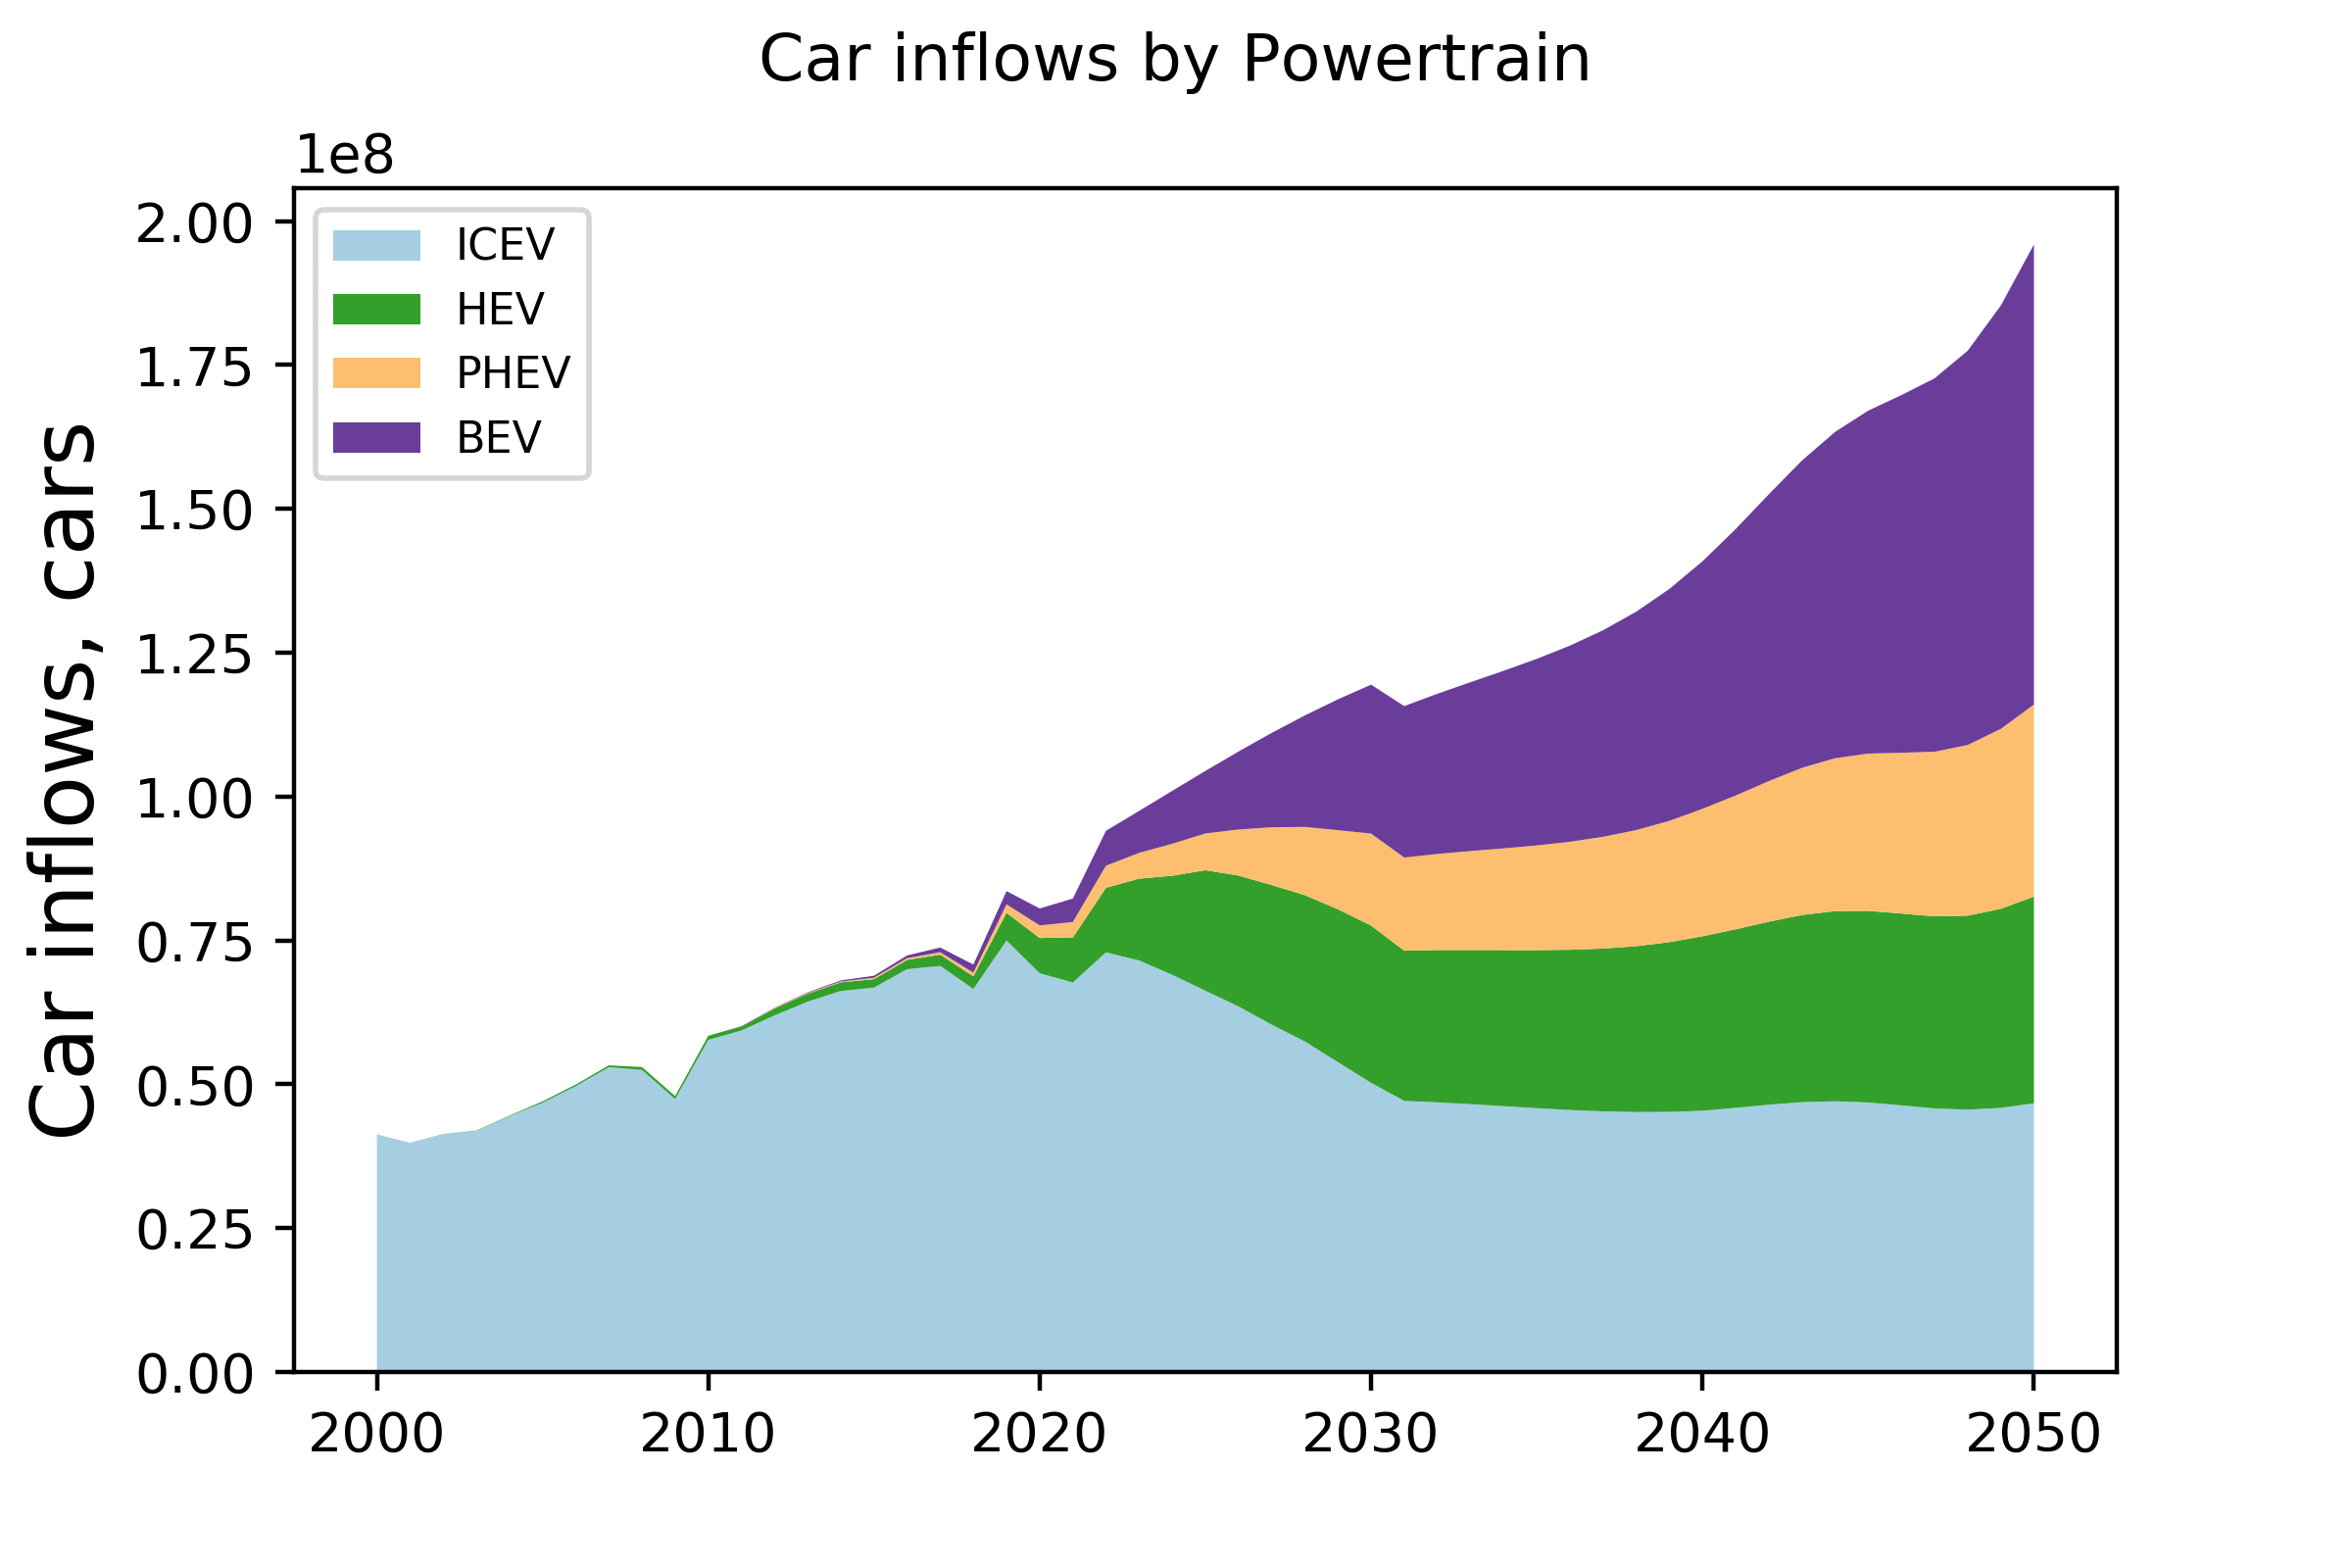 Car inflows by Powertrain
1e8
2.00
1.75
1.50
1.25
1.00
0.75
0.50
0.25
0.00
Car inflows, cars
ICEV
HEV
PHEV
BEV
2000 2010 2020 2030 2040 2050